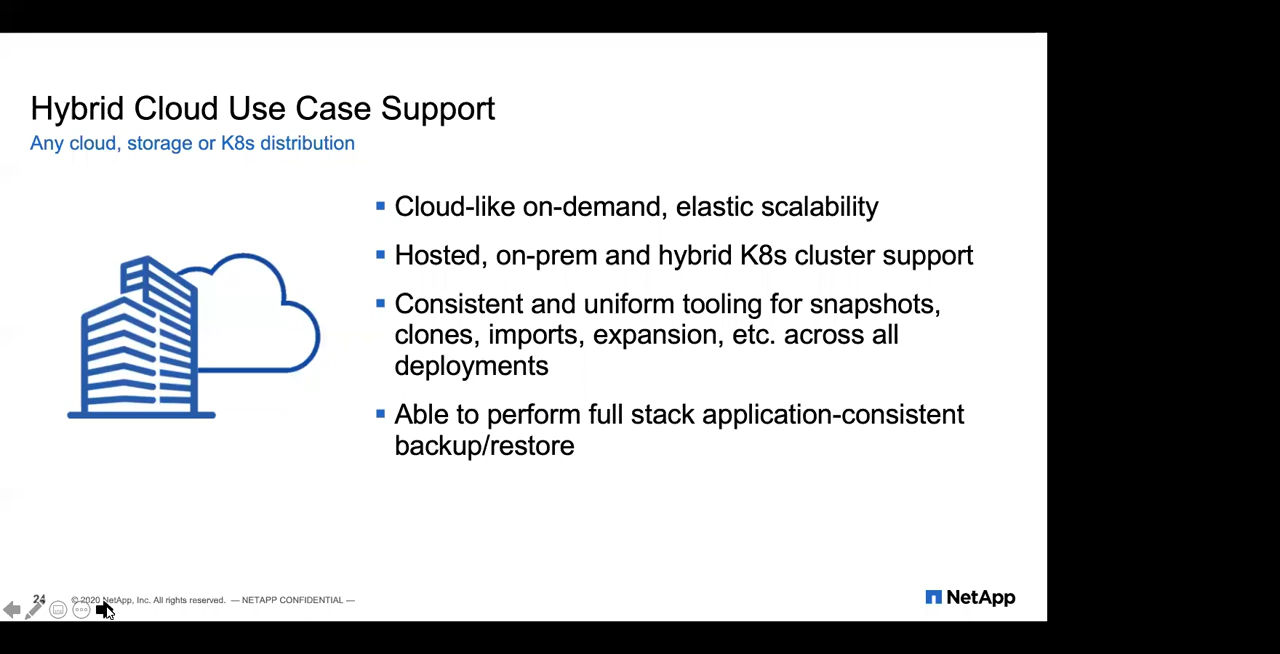 Hybrid Cloud Use Case Support
Any cloud, storage or K8s distribution
Cloud-like on-demand, elastic scalability
Hosted, on-prem and hybrid K8s cluster support
Consistent and uniform tooling for snapshots,
clones, imports, expansion, etc. across all
deployments
Able to perform full stack application-consistent
backup/restore
24 © 2020 NetApp, Inc. All rights reserved. — NETAPP CONFIDENTIAL —
NetApp